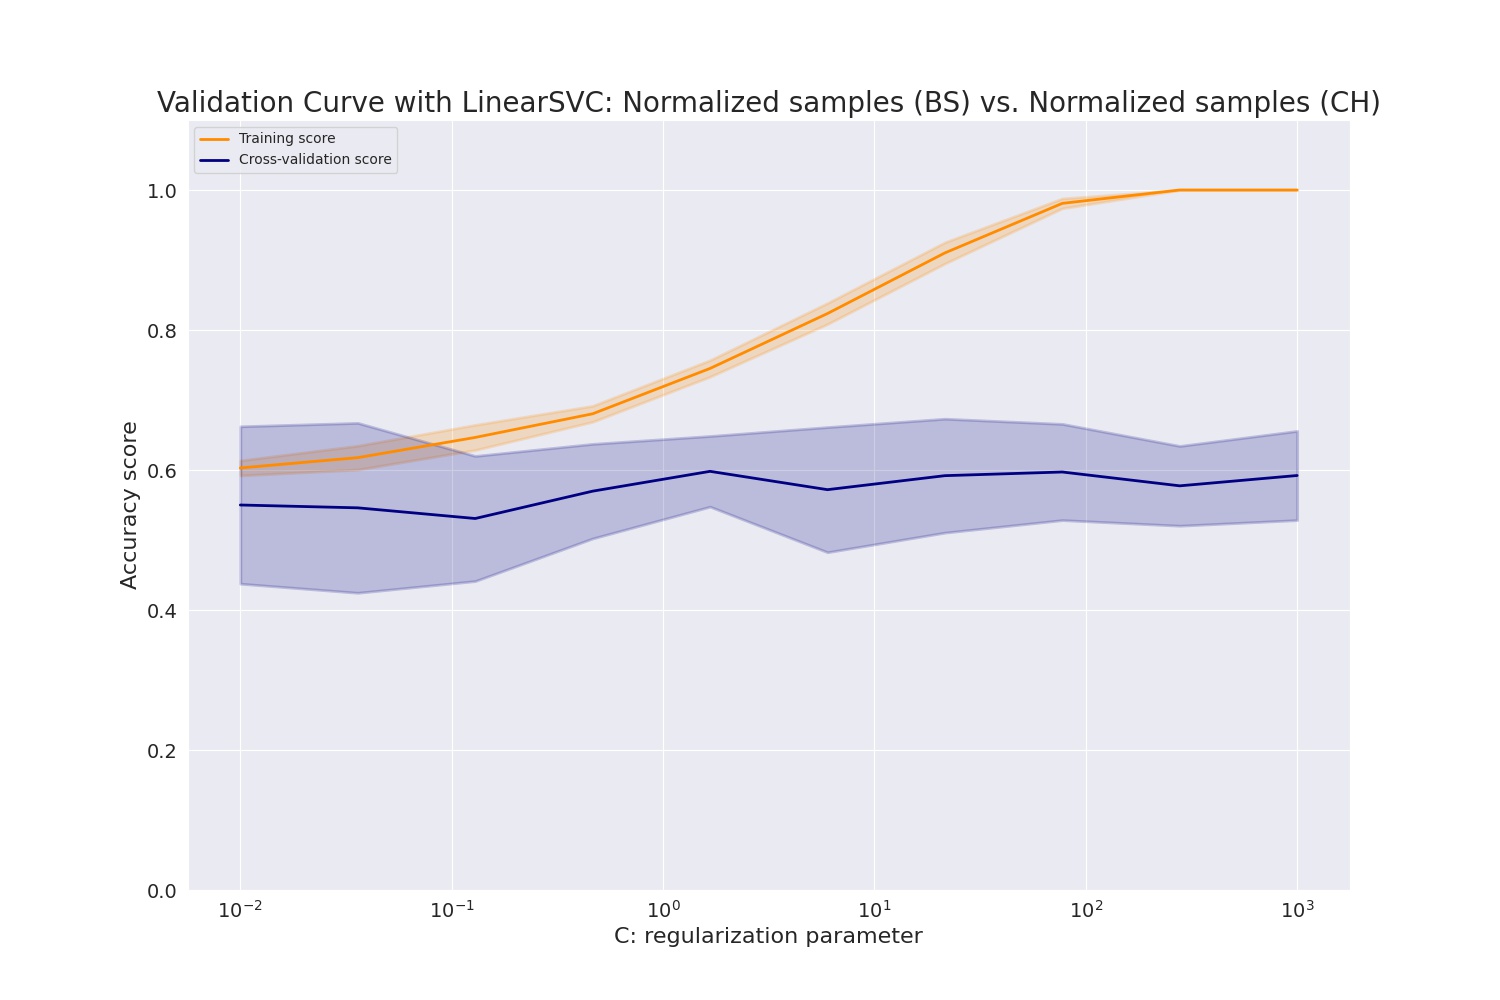 Validation Curve with LinearSVC: Normalized samples (BS) vs. Normalized samples (CH)
Training score
Cross-validation score
1.0
0.8
0.6
0.4
0.2
0.0
Accuracy score
10⁻² 10⁻¹ 10⁰ 10¹ 10² 10³
C: regularization parameter